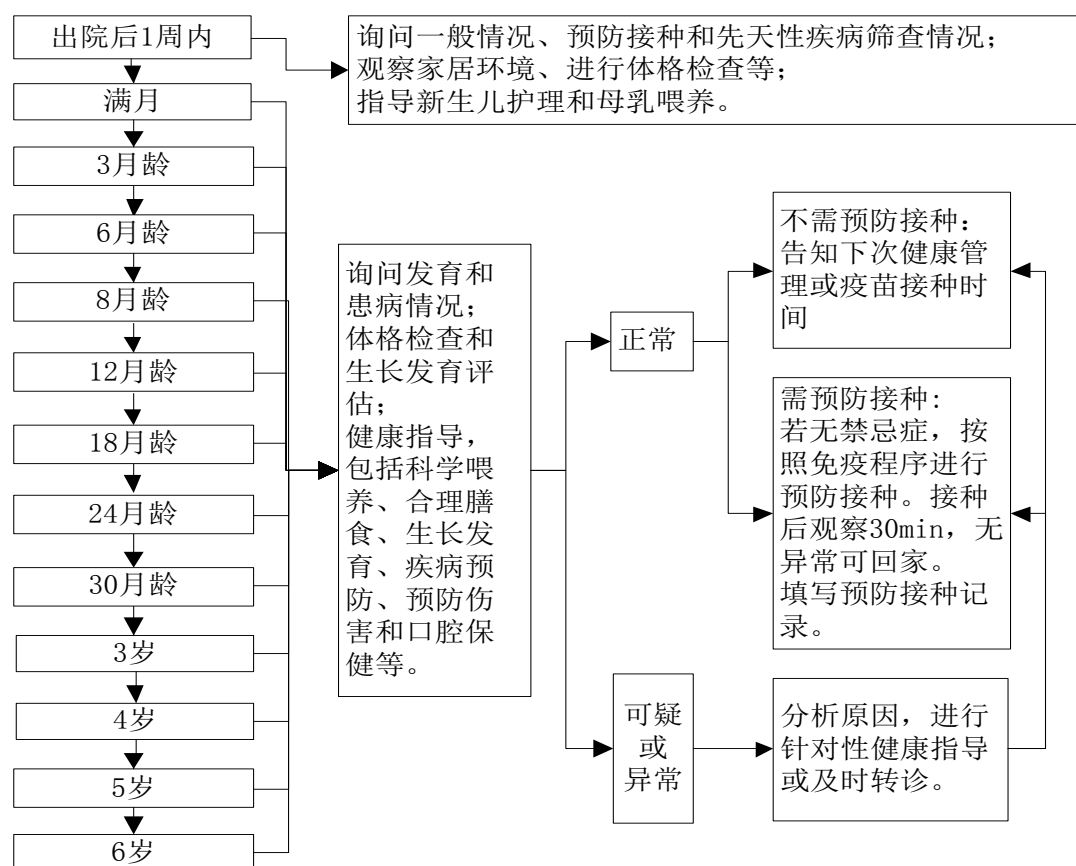 出院后1周内
询问一般情况、预防接种和先天性疾病筛查情况；
观察家居环境、进行体格检查等；
指导新生儿护理和母乳喂养。
满月
3月龄
6月龄
8月龄
12月龄
18月龄
24月龄
30月龄
3岁
4岁
5岁
6岁
询问发育和
患病情况；
体格检查和
生长发育评
估；
健康指导，
包括科学喂
养、合理膳
食、生长发
育、疾病预
防、预防伤
害和口腔保
健等。
正常
不需预防接种：
告知下次健康管
理或疫苗接种时
间
需预防接种：
若无禁忌症，按
照免疫程序进行
预防接种。接种
后观察30min，无
异常可回家。
填写预防接种记
录。
可疑
或
异常
分析原因，进行
针对性健康指导
或及时转诊。